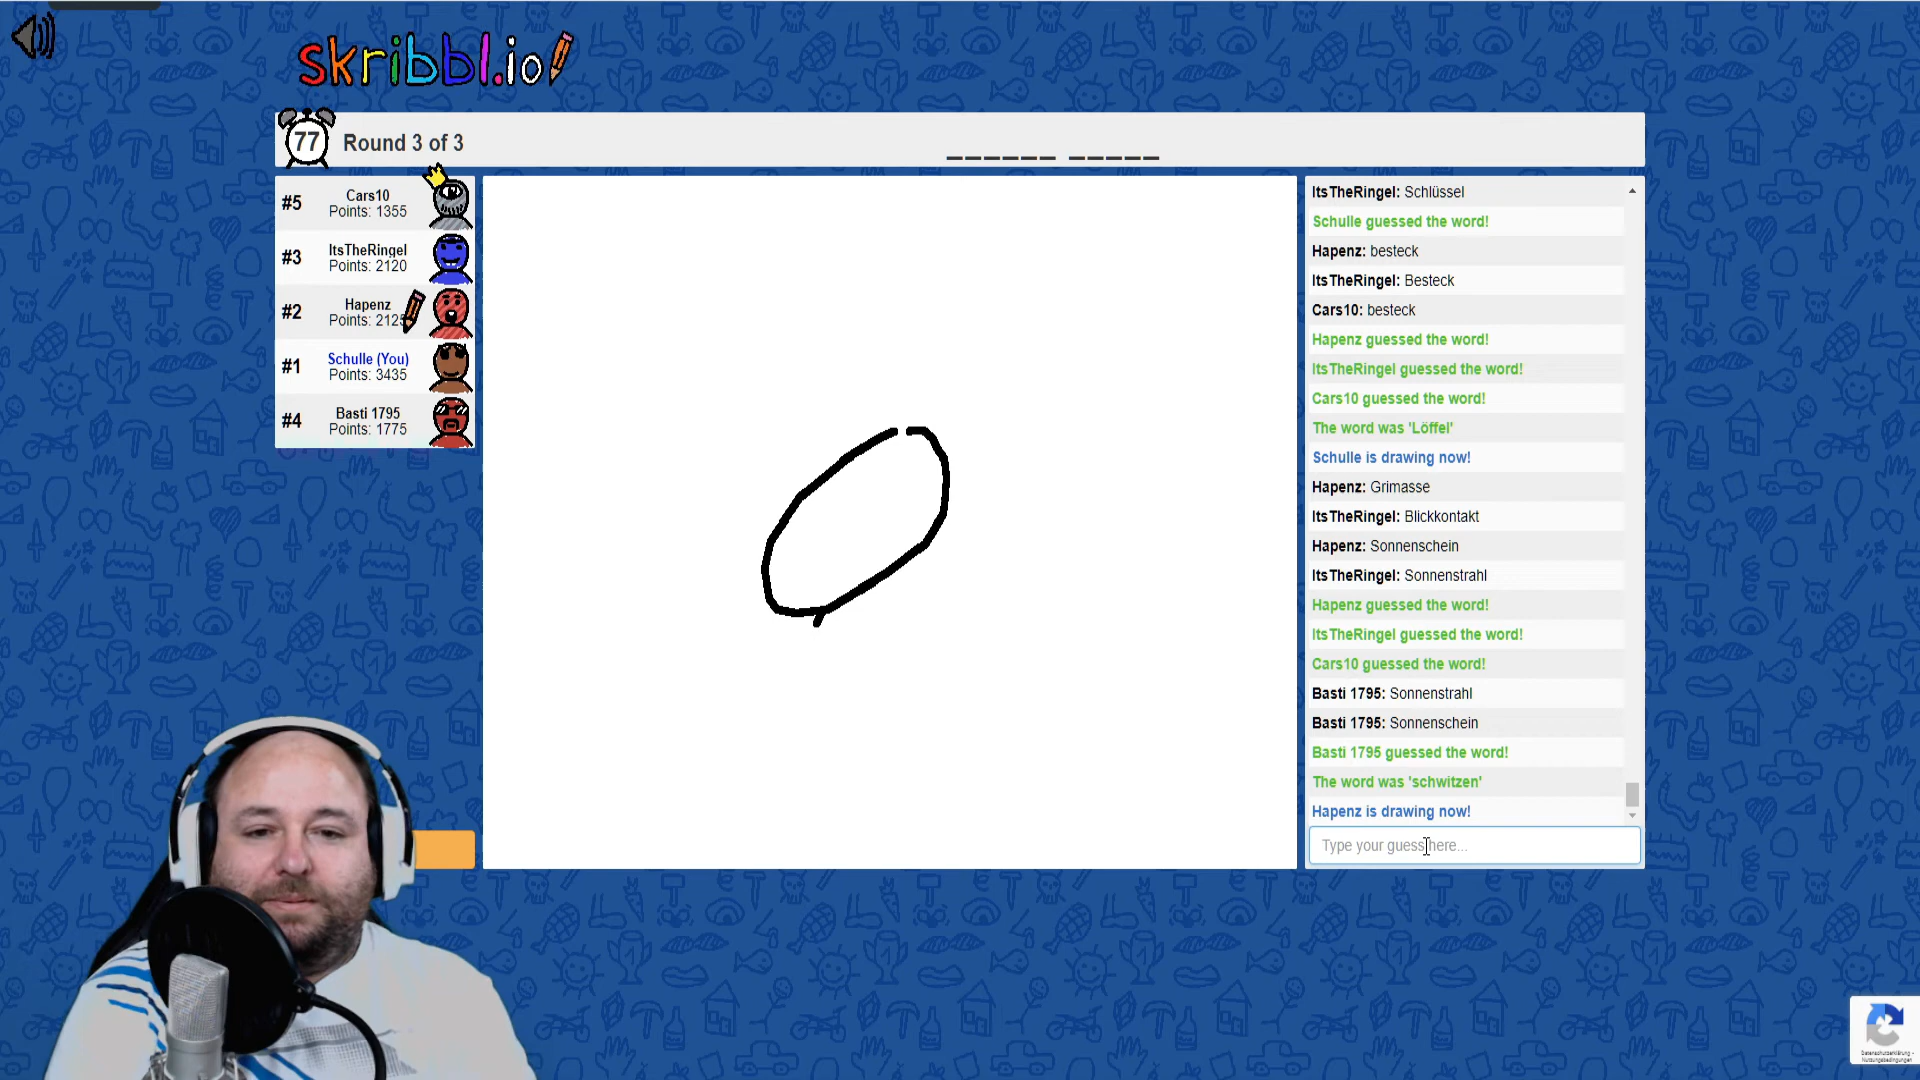 skribbl.io
77
Round 3 of 3
______ _____
#5
Cars10
Points: 1355
#3
ItsTheRingel
Points: 2120
#2
Hapenz
Points: 2125
#1
Schulle (You)
Points: 3435
#4
Basti 1795
Points: 1775
ItsTheRingel: Schlüssel
Schulle guessed the word!
Hapenz: besteck
ItsTheRingel: Besteck
Cars10: besteck
Hapenz guessed the word!
ItsTheRingel guessed the word!
Cars10 guessed the word!
The word was 'Löffel'
Schulle is drawing now!
Hapenz: Grimasse
ItsTheRingel: Blickkontakt
Hapenz: Sonnenschein
ItsTheRingel: Sonnenstrahl
Hapenz guessed the word!
ItsTheRingel guessed the word!
Cars10 guessed the word!
Basti 1795: Sonnenstrahl
Basti 1795: Sonnenschein
Basti 1795 guessed the word!
The word was 'schwitzen'
Hapenz is drawing now!
Type your guess here...
Datenschutzerklärung -
Nutzungsbedingungen